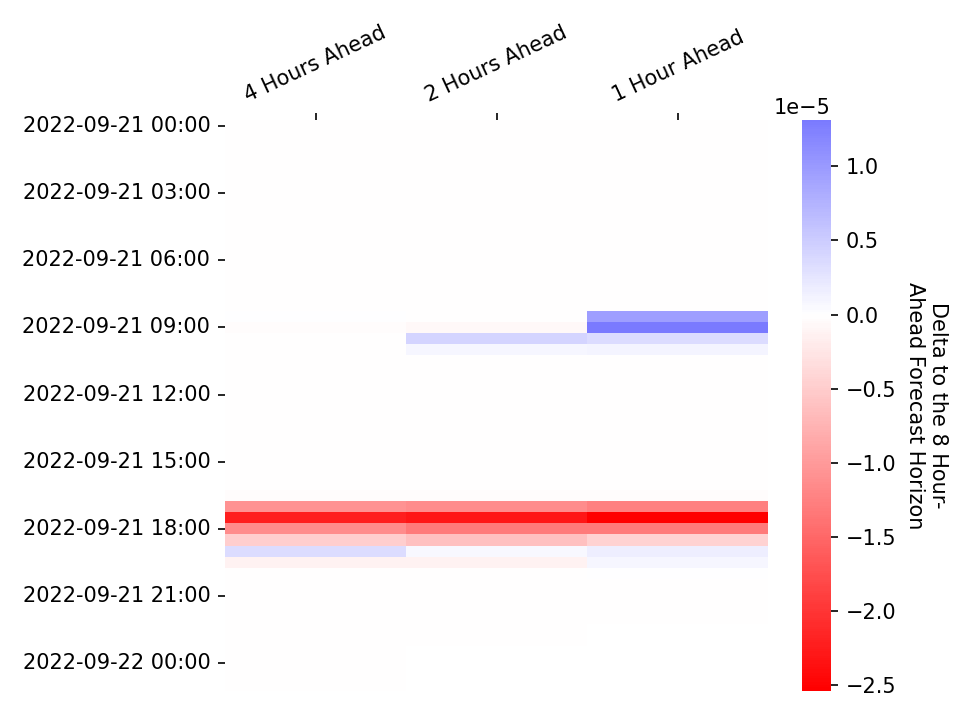 4 Hours Ahead
2 Hours Ahead
1 Hour Ahead
1e−5
2022-09-21 00:00
2022-09-21 03:00
2022-09-21 06:00
2022-09-21 09:00
2022-09-21 12:00
2022-09-21 15:00
2022-09-21 18:00
2022-09-21 21:00
2022-09-22 00:00
1.0
0.5
0.0
−0.5
−1.0
−1.5
−2.0
−2.5
Delta to the 8 Hour-
Ahead Forecast Horizon